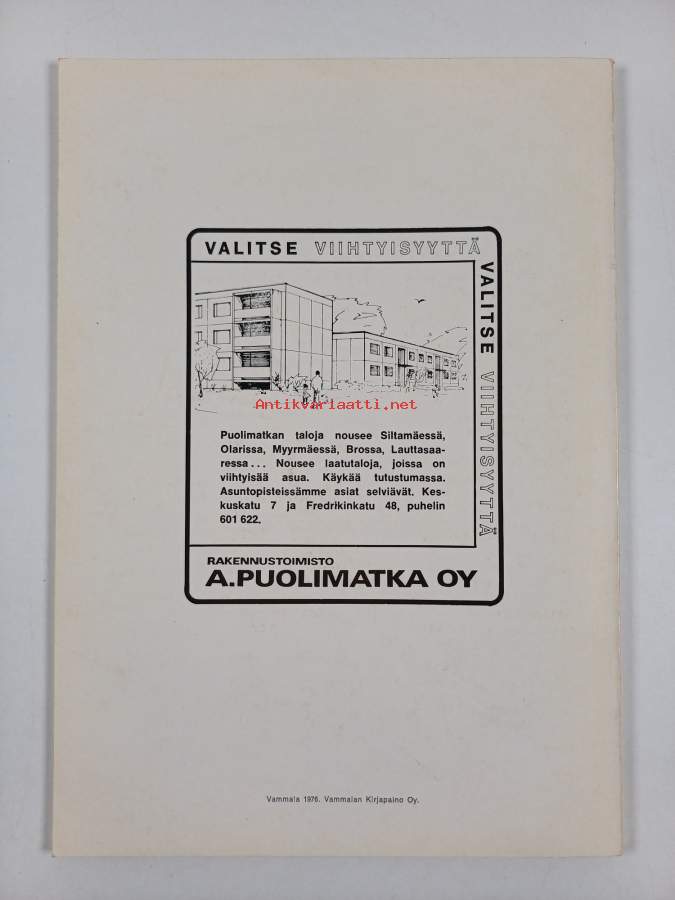 VALITSE VIIHTYISYYTTÄ
VALITSE VIIHTYISYYTTÄ
Antikvariaatti.net
Puolimatkan taloja nousee Siltamäessä,
Olarissa, Myyrmäessä, Brossa, Lauttasaa-
ressa... Nousee laatutaloja, joissa on
viihtyisää asua. Käykää tutustumassa.
Asuntopisteissämme asiat selviävät. Kes-
kuskatu 7 ja Fredrikinkatu 48, puhelin
601 622.
RAKENNUSTOIMISTO
A.PUOLIMATKA OY
Vammala 1976. Vammalan Kirjapaino Oy.